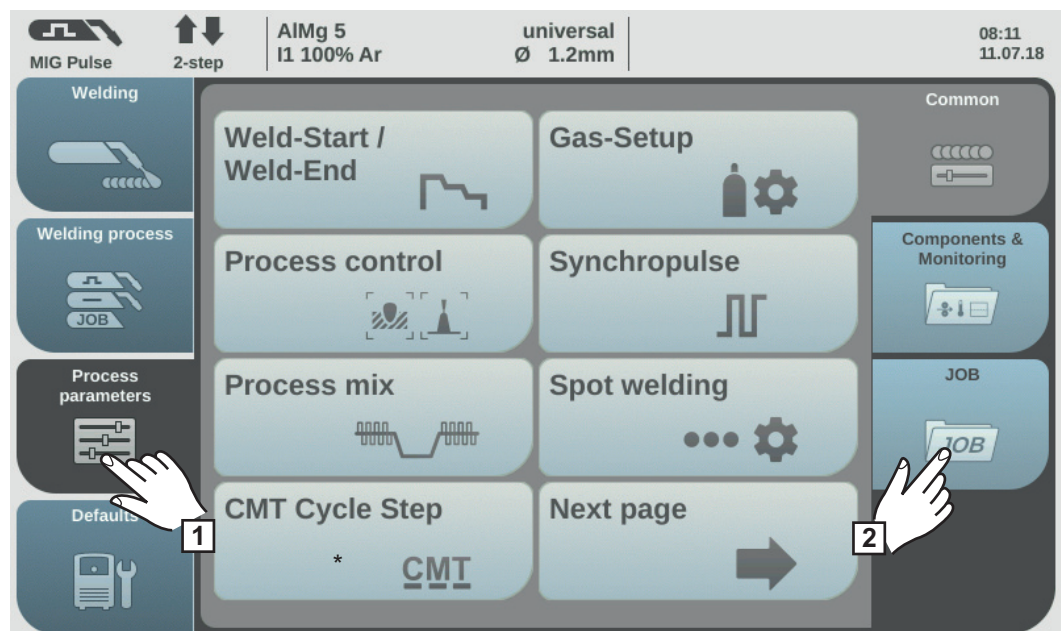 MIG Pulse
2-step
AlMg 5
I1 100% Ar
universal
Ø 1.2mm
08:11
11.07.18
Welding
Welding process
JOB
Process
parameters
1
Defaults
Weld-Start /
Weld-End
Gas-Setup
Process control
Synchropulse
Process mix
Spot welding
CMT Cycle Step
* CMT
Next page
Common
Components &
Monitoring
JOB
JOB
2